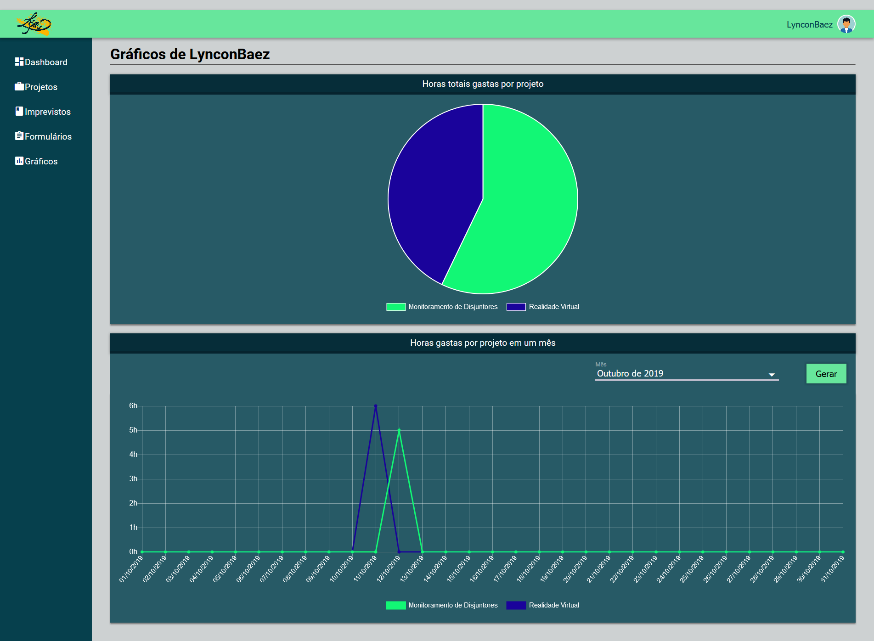 LynconBaez
Dashboard
Projetos
Imprevistos
Formulários
Gráficos
Gráficos de LynconBaez
Horas totais gastas por projeto
Monitoramento de Disjuntores Realidade Virtual
Horas gastas por projeto em um mês
Mês
Outubro de 2019
Gerar
6h
5h
4h
3h
2h
1h
0h
01/10/2019 02/10/2019 03/10/2019 04/10/2019 05/10/2019 06/10/2019 07/10/2019 08/10/2019 09/10/2019 10/10/2019 11/10/2019 12/10/2019 13/10/2019 14/10/2019 15/10/2019 16/10/2019 17/10/2019 18/10/2019 19/10/2019 20/10/2019 21/10/2019 22/10/2019 23/10/2019 24/10/2019 25/10/2019 26/10/2019 27/10/2019 28/10/2019 29/10/2019 30/10/2019 31/10/2019
Monitoramento de Disjuntores Realidade Virtual